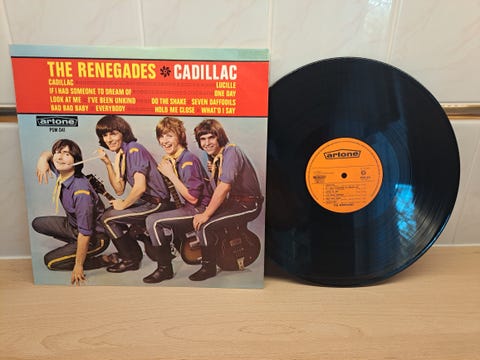 THE RENEGADES CADILLAC
CADILLAC LUCILLE
IF I HAD SOMEONE TO DREAM OF ONE DAY
LOOK AT ME I'VE BEEN UNKIND DO THE SHAKE SEVEN DAFFODILS
BAD BAD BABY EVERYBODY HOLD ME CLOSE WHAT'D I SAY
artone
PSM 041
artone